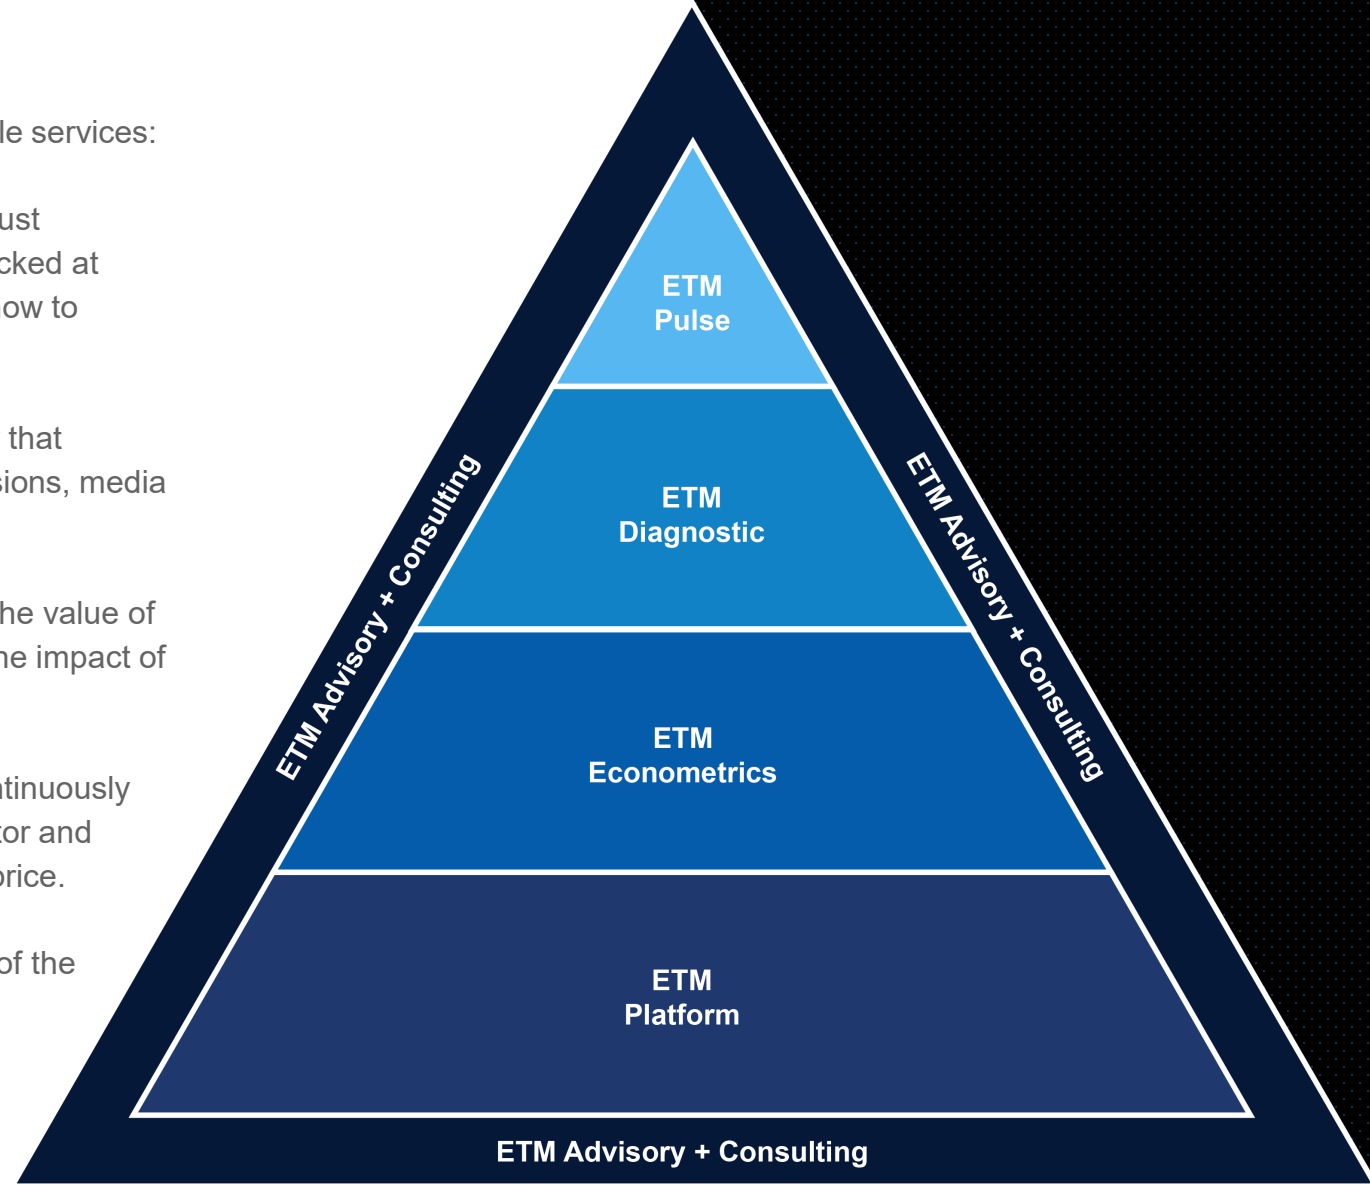 le services:
ust
cked at
ow to
that
sions, media
he value of
he impact of
ntinuously
tor and
price.
of the
ETM
Pulse
ETM
Diagnostic
ETM
Econometrics
ETM
Platform
ETM Advisory + Consulting
ETM Advisory + Consulting
ETM Advisory + Consulting